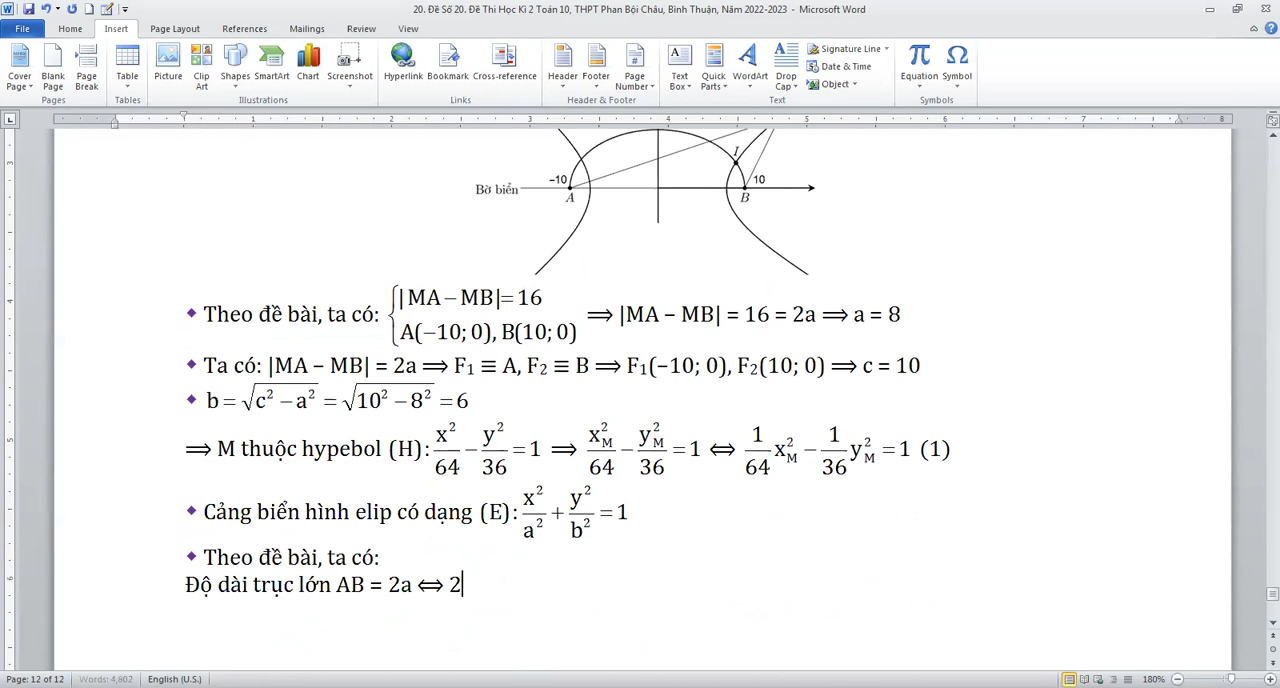 20. Đề Số 20. Đề Thi Học Kì 2 Toán 10, THPT Phan Bội Châu, Bình Thuận, Năm 2022-2023 - Microsoft Word
File Home Insert Page Layout References Mailings Review View
Cover Page Blank Page Page Break Table Picture Clip Art Shapes SmartArt Chart Screenshot Hyperlink Bookmark Cross-reference Header Footer Page Number Text Box Quick Parts WordArt Drop Cap Signature Line Date & Time Object Equation Symbol
Pages Tables Illustrations Links Header & Footer Text Symbols
1 2 3 4 5 6 7 8
I
−10 10
Bờ biển
A B
Theo đề bài, ta có: {|MA − MB| = 16; A(−10; 0), B(10; 0) ⟹ |MA − MB| = 16 = 2a ⟹ a = 8
Ta có: |MA − MB| = 2a ⟹ F₁ ≡ A, F₂ ≡ B ⟹ F₁(−10; 0), F₂(10; 0) ⟹ c = 10
b = √(c² − a²) = √(10² − 8²) = 6
⟹ M thuộc hypebol (H): x²/64 − y²/36 = 1 ⟹ x_M²/64 − y_M²/36 = 1 ⟺ 1/64 x_M² − 1/36 y_M² = 1 (1)
Cảng biển hình elip có dạng (E): x²/a² + y²/b² = 1
Theo đề bài, ta có:
Độ dài trục lớn AB = 2a ⟺ 2
Page: 12 of 12 Words: 4,802 English (U.S.) 180%